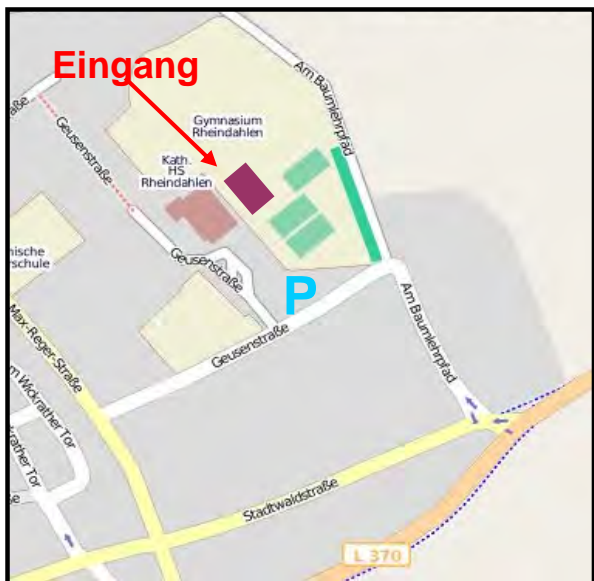 Eingang
Am Baumlehrpfad
Gymnasium
Rheindahlen
Geusenstraße
Kath.
HS
Rheindahlen
Geusenstraße
P
Geusenstraße
Am Baumlehrpfad
Max-Reger-Straße
Wickrather Tor
Tor
Stadtwaldstraße
L 370